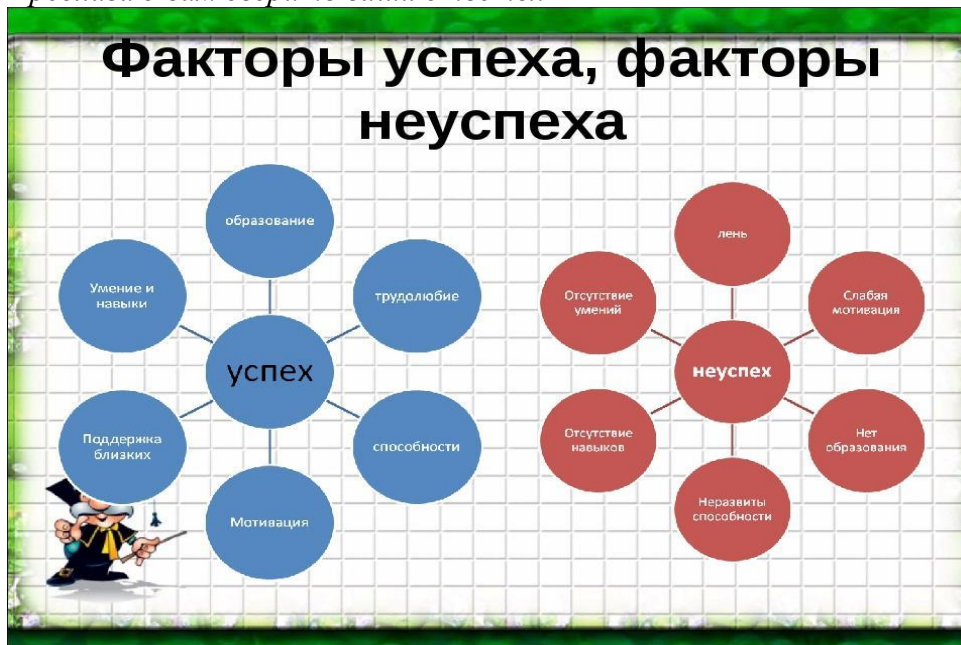 Факторы успеха, факторы
неуспеха
образование
трудолюбие
способности
Мотивация
Поддержка
близких
Умение и
навыки
успех
лень
Слабая
мотивация
Нет
образования
Неразвиты
способности
Отсутствие
навыков
Отсутствие
умений
неуспех